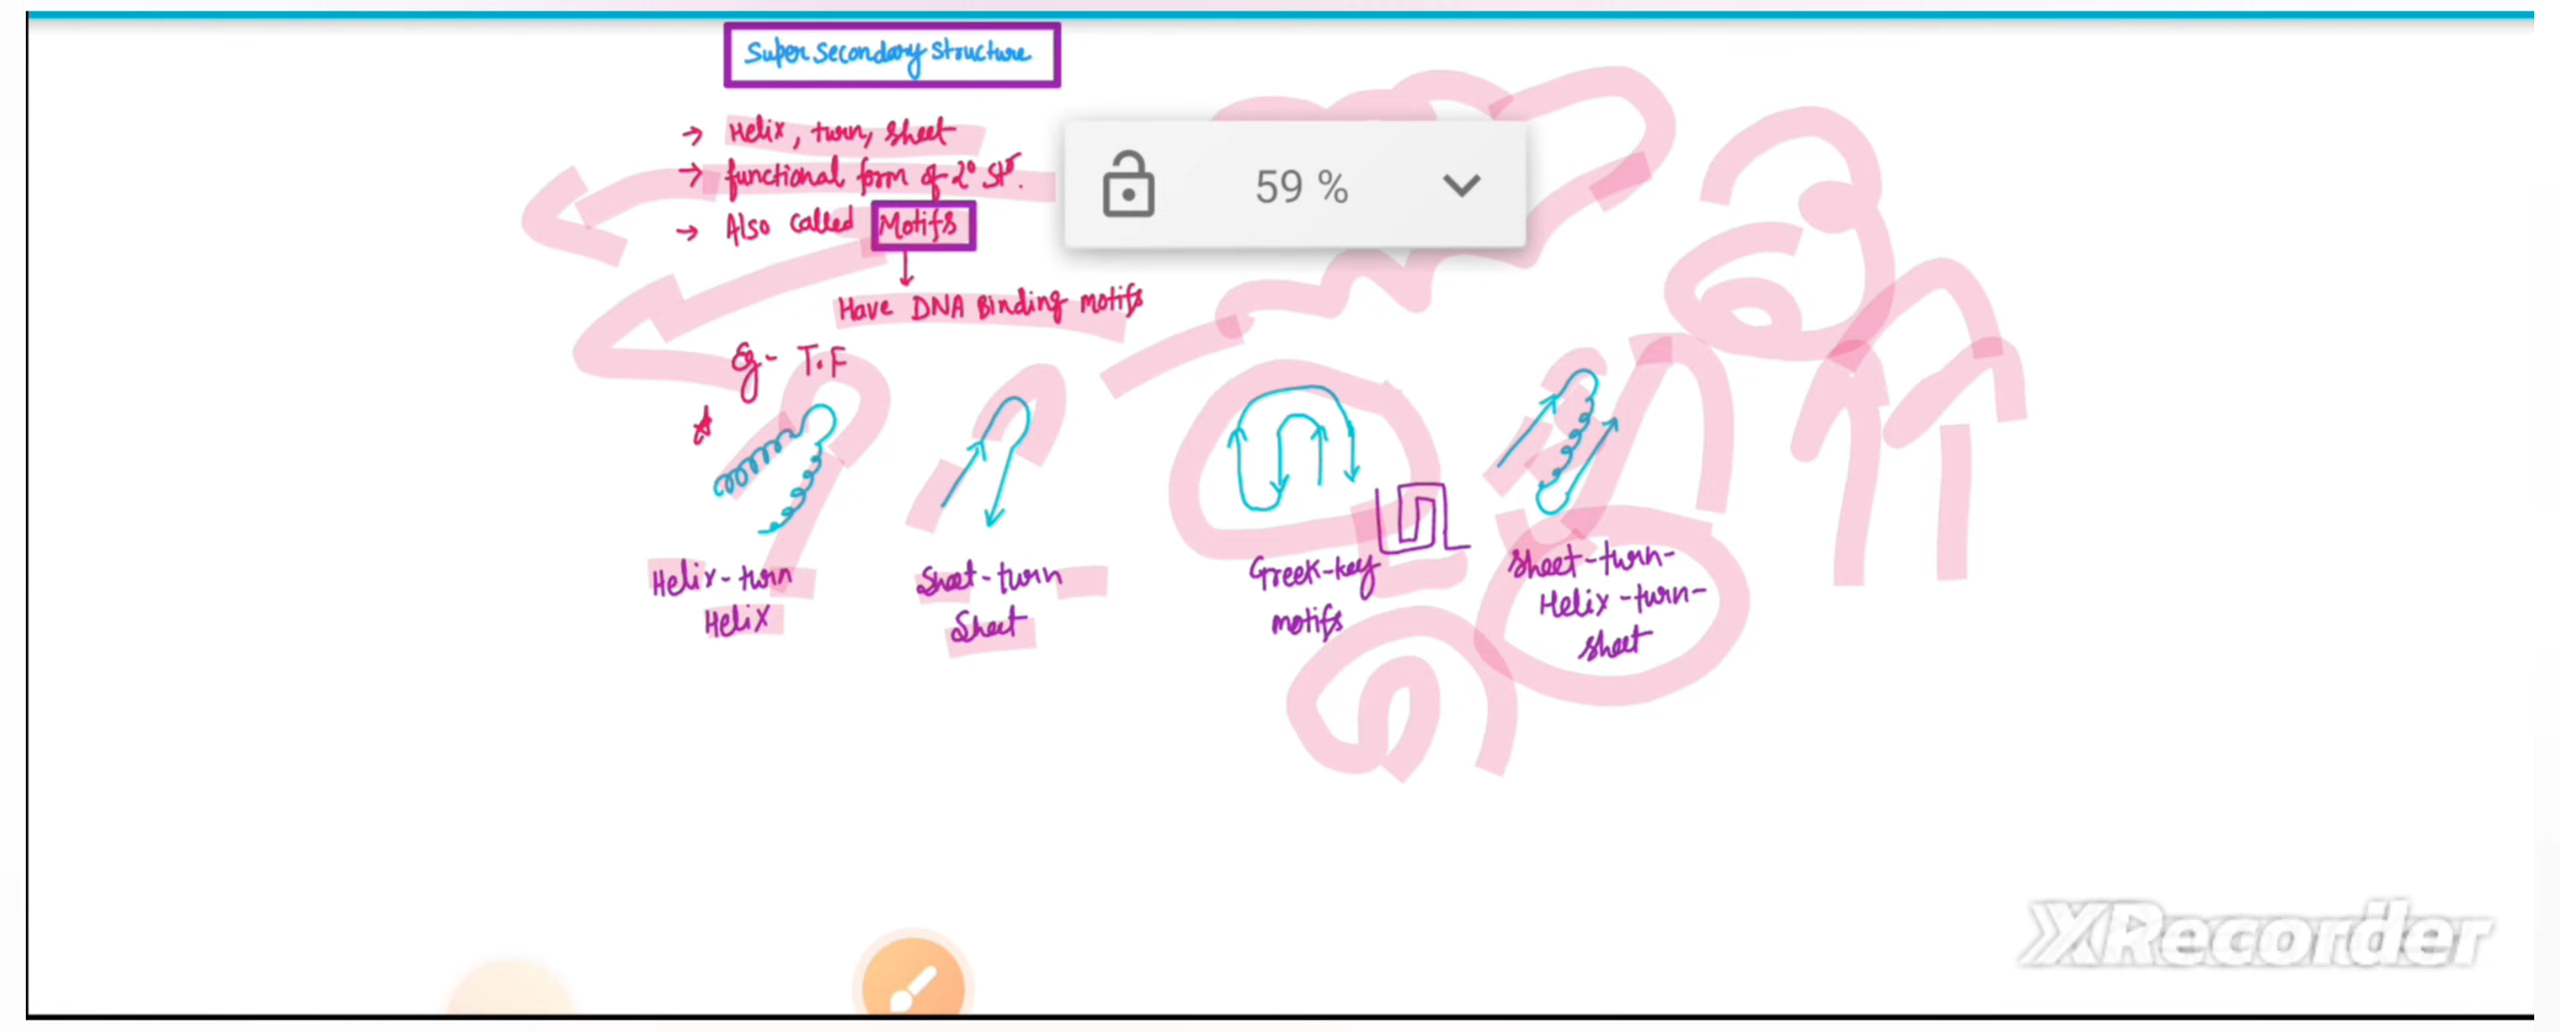 Super Secondary Structure
→ Helix, turn, sheet
→ functional form of 2° Str.
→ Also called Motifs
Have DNA Binding motifs
Eg- T.F
59 %
Helix-turn
Helix
Sheet-turn
Sheet
Greek-key
motifs
Sheet-turn-
Helix-turn-
sheet
XRecorder